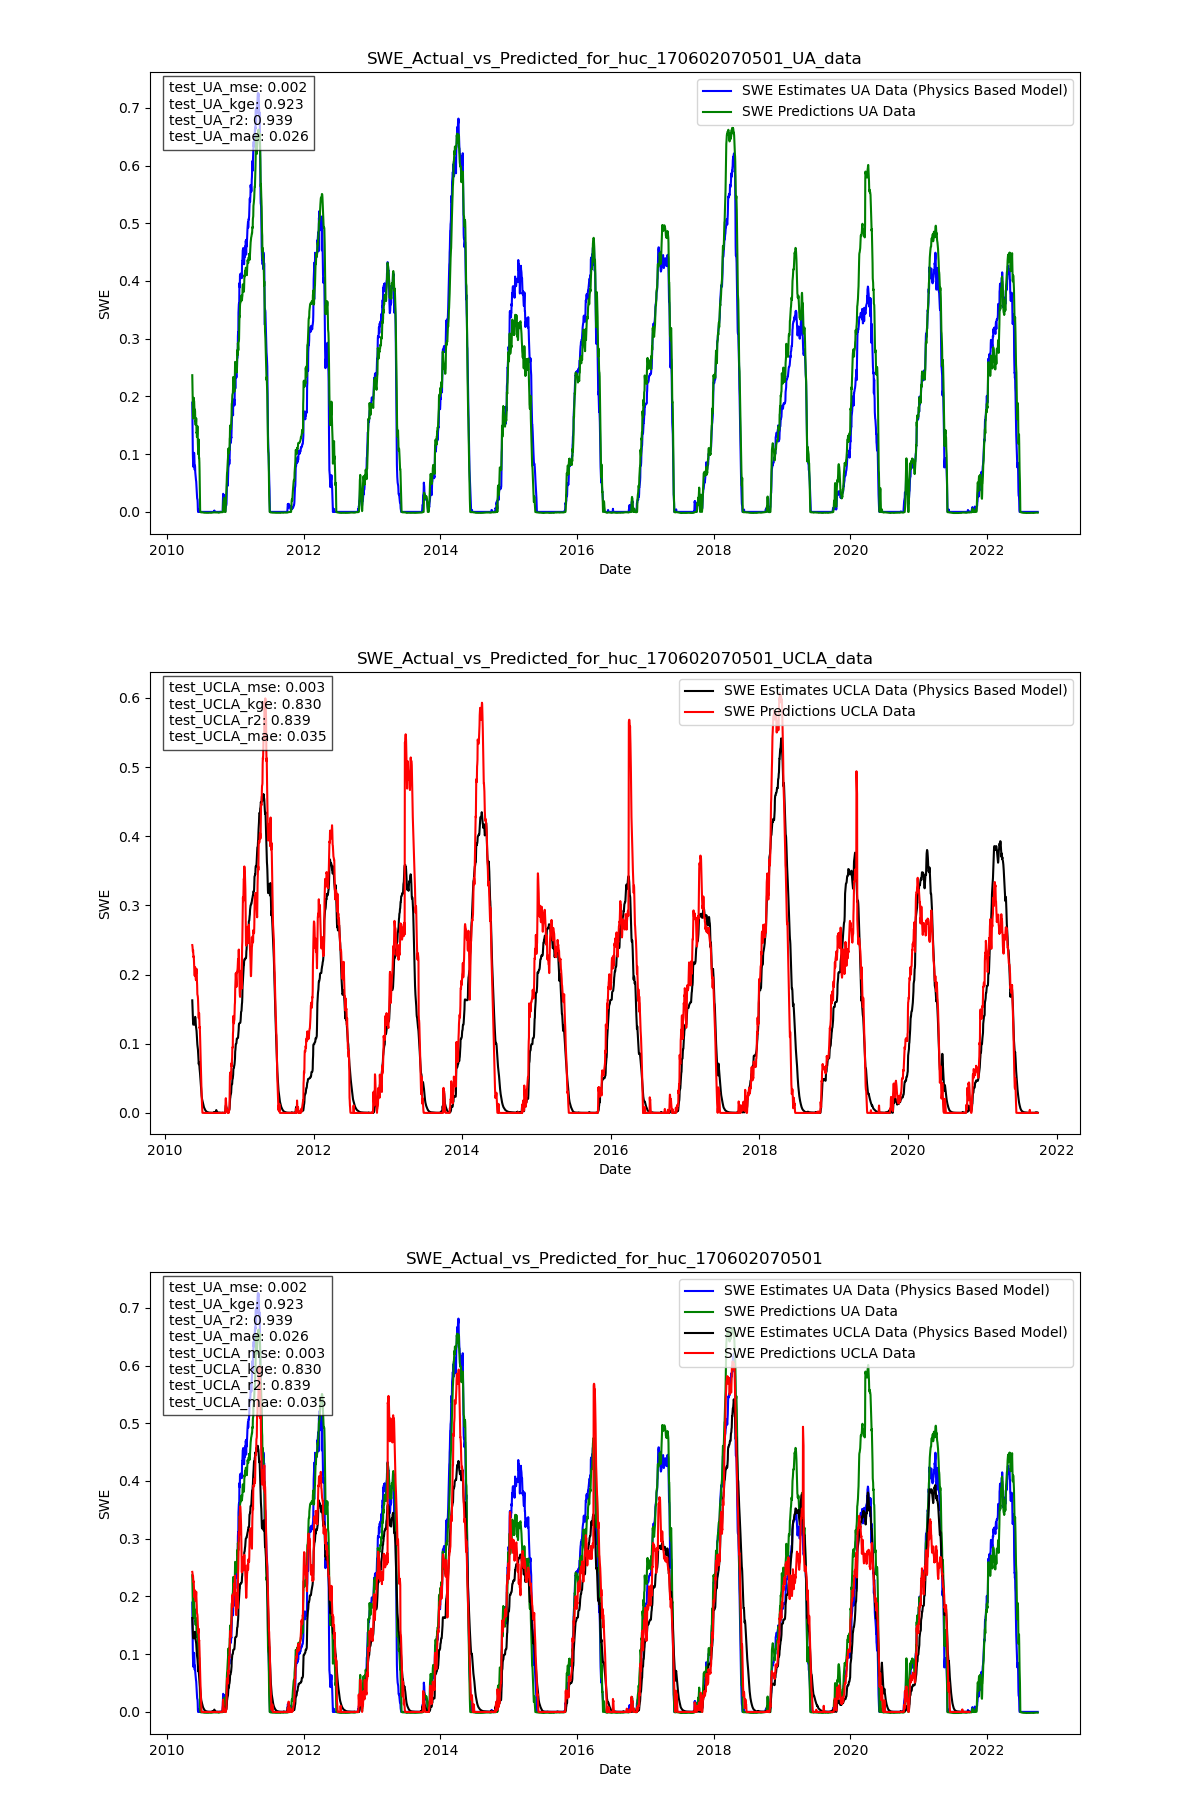 SWE_Actual_vs_Predicted_for_huc_170602070501_UA_data
test_UA_mse: 0.002
test_UA_kge: 0.923
test_UA_r2: 0.939
test_UA_mae: 0.026
SWE Estimates UA Data (Physics Based Model)
SWE Predictions UA Data
0.7
0.6
0.5
0.4
0.3
0.2
0.1
0.0
SWE
2010 2012 2014 2016 2018 2020 2022
Date
SWE_Actual_vs_Predicted_for_huc_170602070501_UCLA_data
test_UCLA_mse: 0.003
test_UCLA_kge: 0.830
test_UCLA_r2: 0.839
test_UCLA_mae: 0.035
SWE Estimates UCLA Data (Physics Based Model)
SWE Predictions UCLA Data
0.6
0.5
0.4
0.3
0.2
0.1
0.0
SWE
2010 2012 2014 2016 2018 2020 2022
Date
SWE_Actual_vs_Predicted_for_huc_170602070501
test_UA_mse: 0.002
test_UA_kge: 0.923
test_UA_r2: 0.939
test_UA_mae: 0.026
test_UCLA_mse: 0.003
test_UCLA_kge: 0.830
test_UCLA_r2: 0.839
test_UCLA_mae: 0.035
SWE Estimates UA Data (Physics Based Model)
SWE Predictions UA Data
SWE Estimates UCLA Data (Physics Based Model)
SWE Predictions UCLA Data
0.7
0.6
0.5
0.4
0.3
0.2
0.1
0.0
SWE
2010 2012 2014 2016 2018 2020 2022
Date